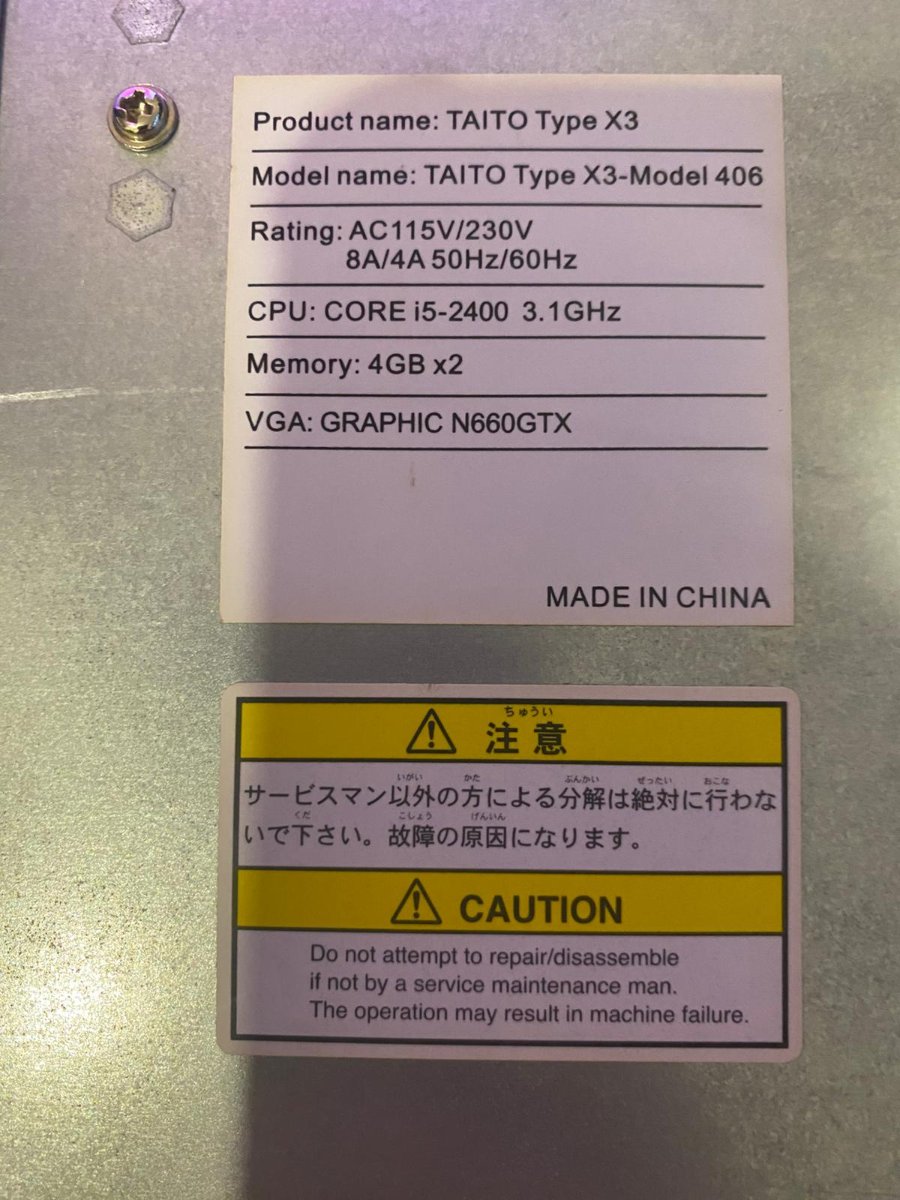 Product name: TAITO Type X3
Model name: TAITO Type X3-Model 406
Rating: AC115V/230V
8A/4A 50Hz/60Hz
CPU: CORE i5-2400 3.1GHz
Memory: 4GB x2
VGA: GRAPHIC N660GTX
MADE IN CHINA
ちゅうい
注意
いがい かた ぶんかい ぜったい おこな
サービスマン以外の方による分解は絶対に行わな
くだ こしょう げんいん
いで下さい。故障の原因になります。
CAUTION
Do not attempt to repair/disassemble
if not by a service maintenance man.
The operation may result in machine failure.